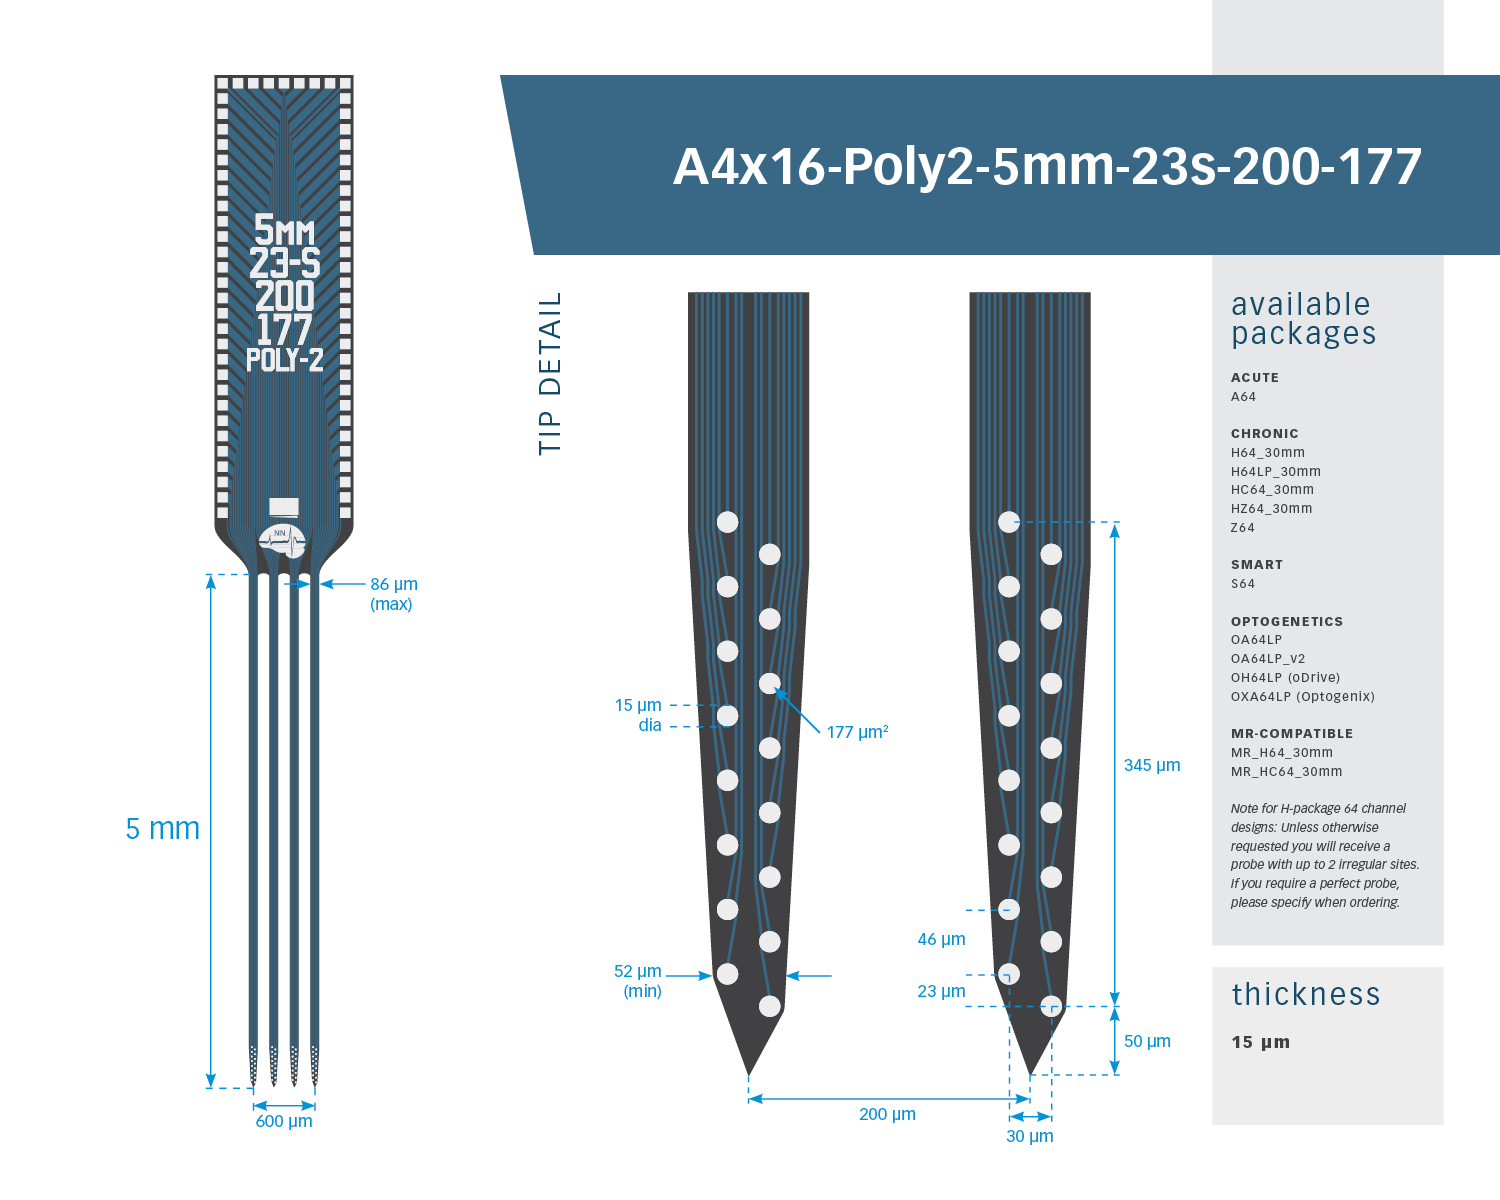 A4x16-Poly2-5mm-23s-200-177
5MM
23-S
200
177
POLY-2
NN
86 µm
(max)
5 mm
600 µm
TIP DETAIL
15 µm
dia
177 µm²
52 µm
(min)
345 µm
46 µm
23 µm
50 µm
200 µm
30 µm
available
packages
ACUTE
A64
CHRONIC
H64_30mm
H64LP_30mm
HC64_30mm
HZ64_30mm
Z64
SMART
S64
OPTOGENETICS
OA64LP
OA64LP_v2
OH64LP (oDrive)
OXA64LP (Optogenix)
MR-COMPATIBLE
MR_H64_30mm
MR_HC64_30mm
Note for H-package 64 channel
designs: Unless otherwise
requested you will receive a
probe with up to 2 irregular sites.
If you require a perfect probe,
please specify when ordering.
thickness
15 µm